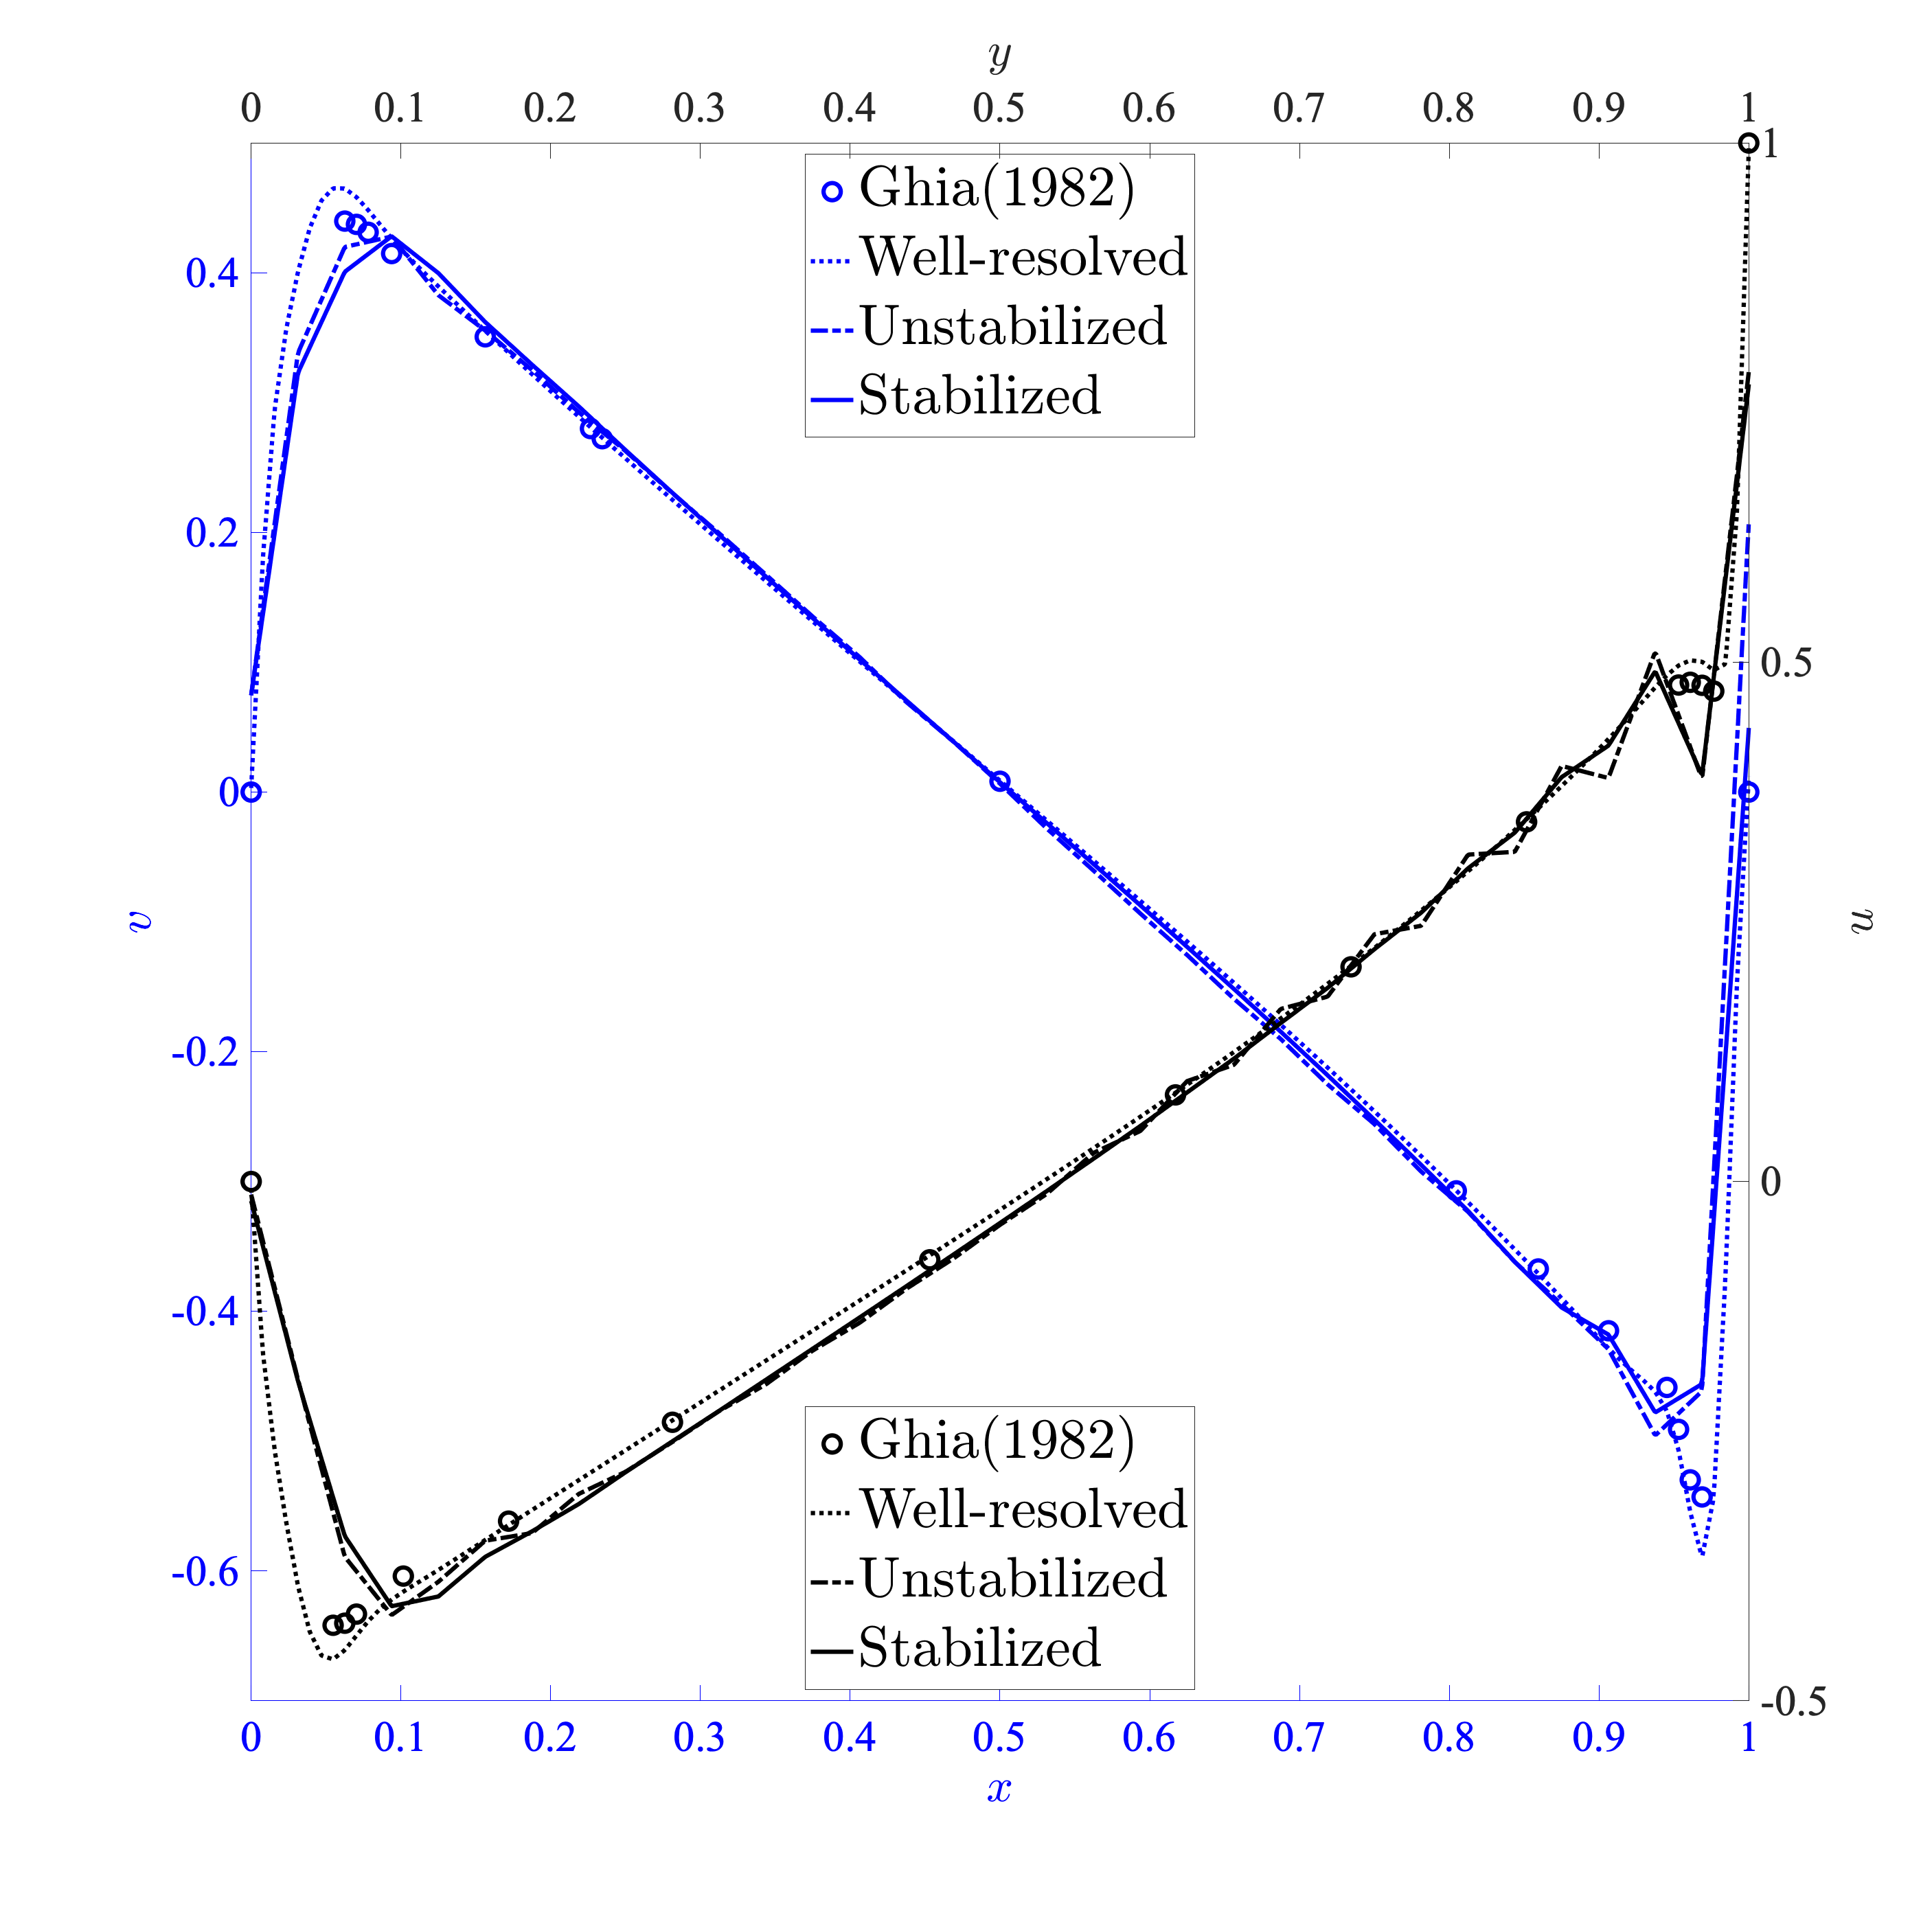 y
0 0.1 0.2 0.3 0.4 0.5 0.6 0.7 0.8 0.9 1
1
Ghia(1982)
Well-resolved
Unstabilized
Stabilized
0.4
0.2
0.5
0
v
u
-0.2
0
-0.4
Ghia(1982)
Well-resolved
Unstabilized
Stabilized
-0.6
-0.5
0 0.1 0.2 0.3 0.4 0.5 0.6 0.7 0.8 0.9 1
x